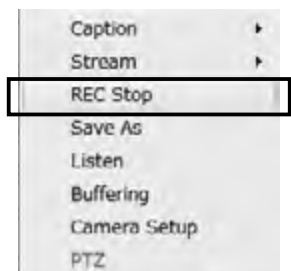 Caption
Stream
REC Stop
Save As
Listen
Buffering
Camera Setup
PTZ